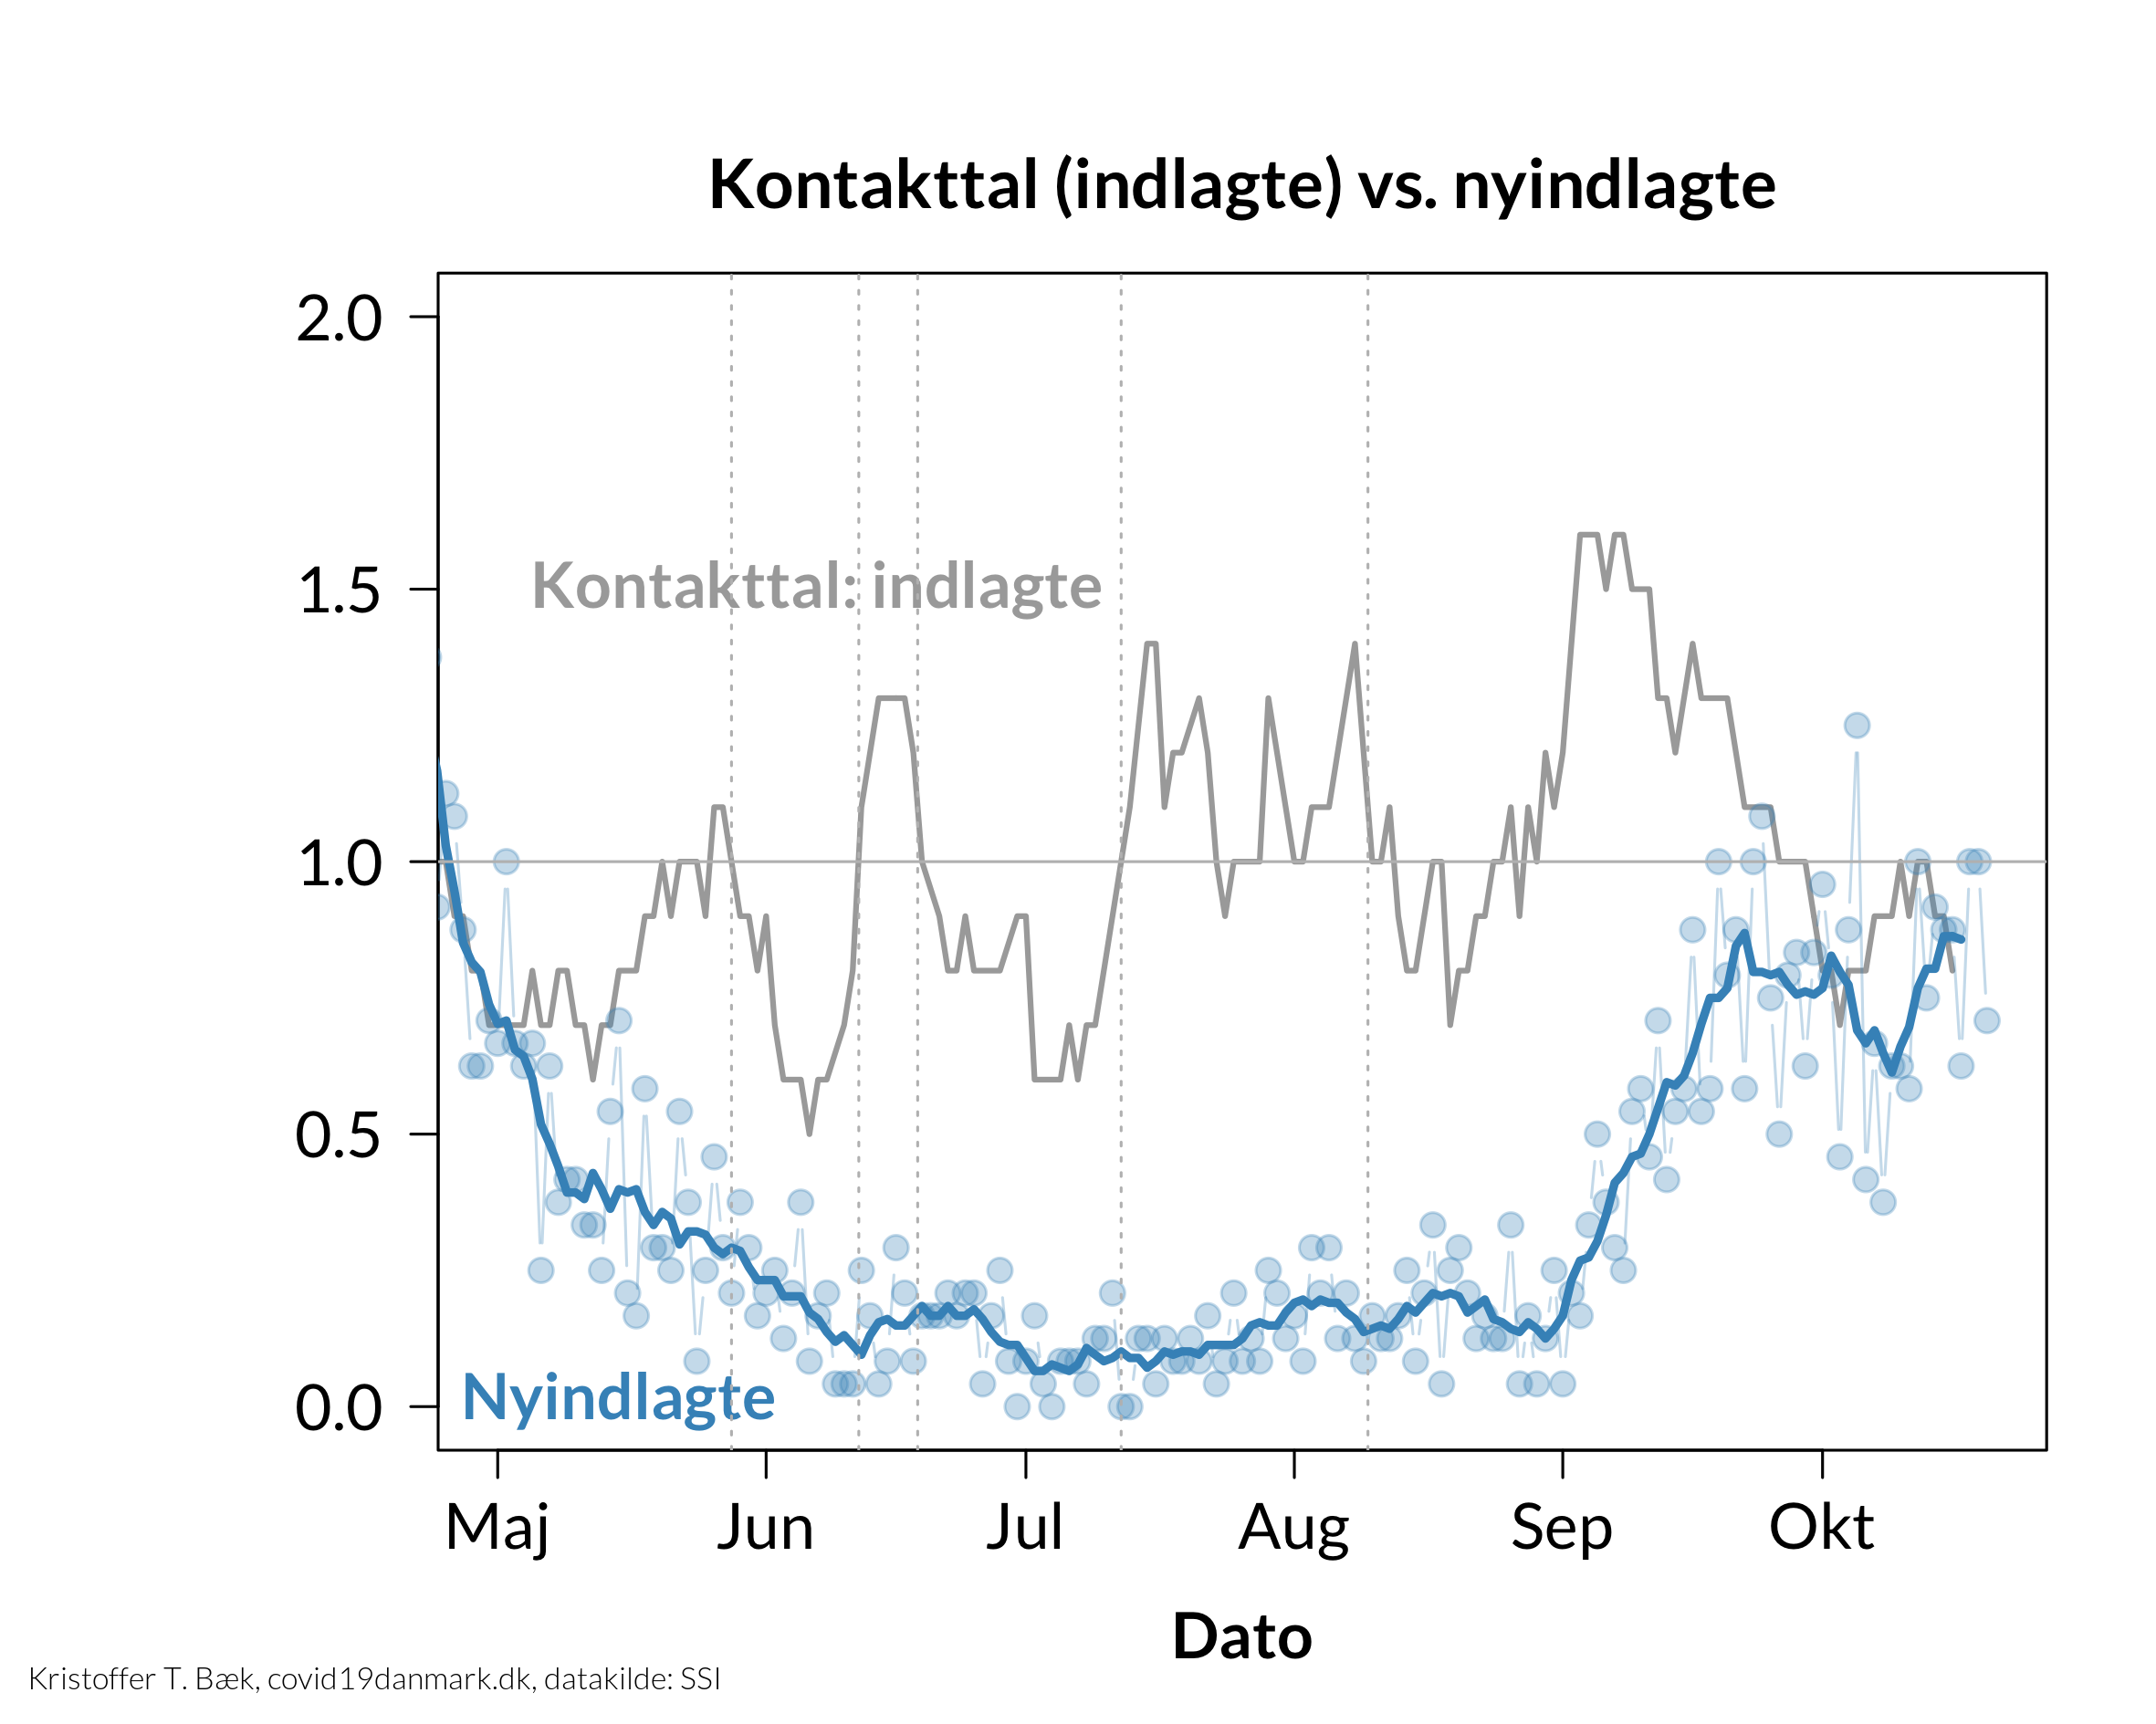 Kontakttal (indlagte) vs. nyindlagte
2.0
1.5
1.0
0.5
0.0
Kontakttal: indlagte
Nyindlagte
Maj Jun Jul Aug Sep Okt
Dato
Kristoffer T. Bæk, covid19danmark.dk, datakilde: SSI